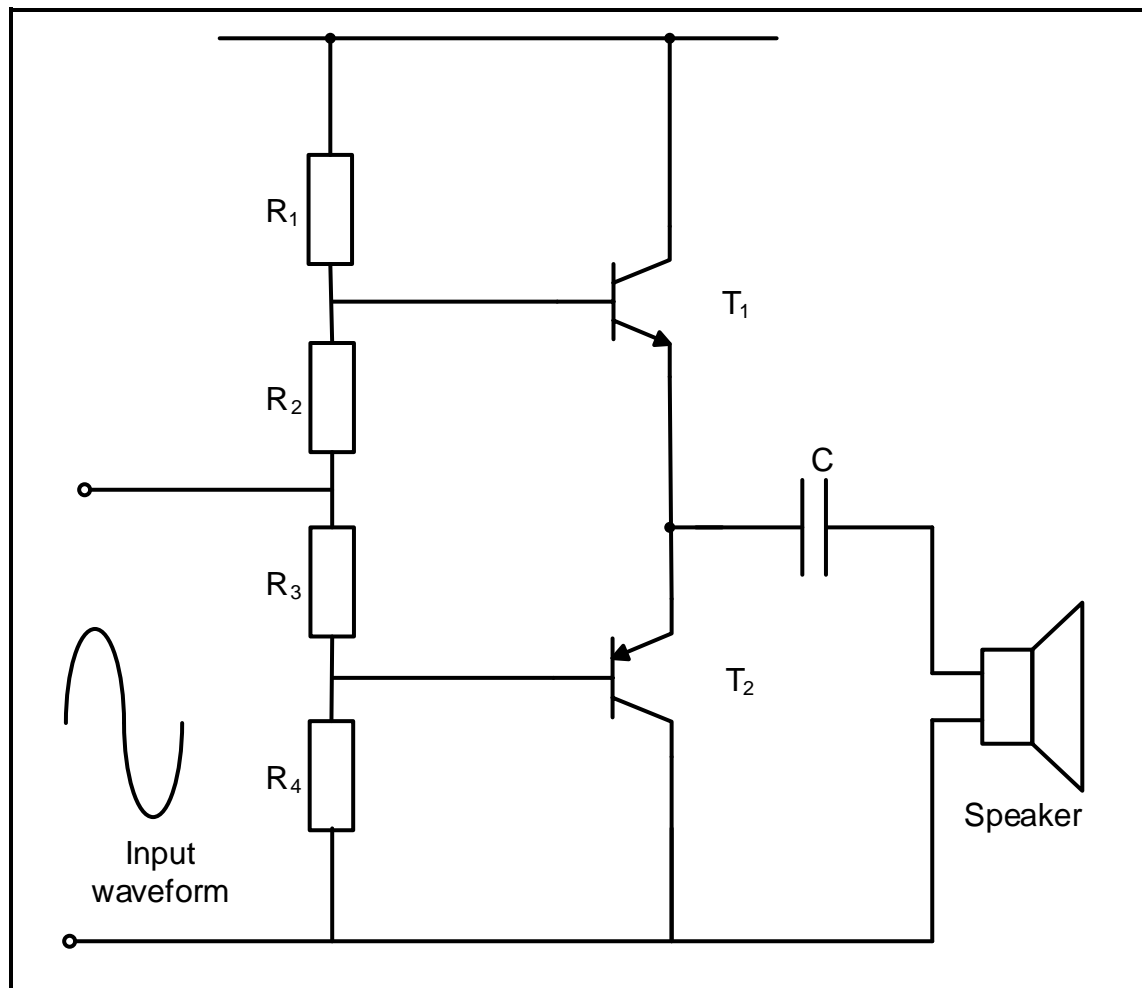 R₁
T₁
R₂
C
R₃
T₂
R₄
Speaker
Input
waveform